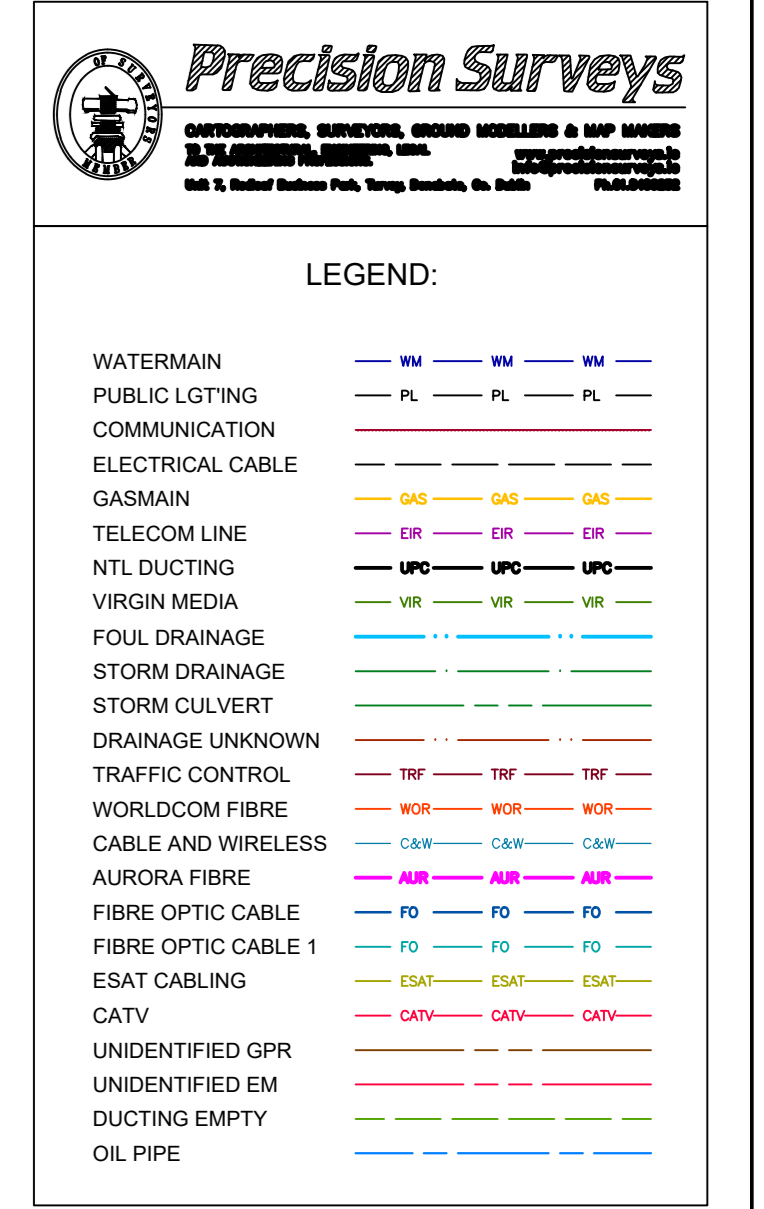 OF SURVEYORS
MEMBER
Precision Surveys
CARTOGRAPHERS, SURVEYORS, GROUND MODELLERS & MAP MAKERS
TO THE ARCHITECTURAL, ENGINEERING, LEGAL
www.precisionsurveys.ie
info@precisionsurveys.ie
Business Park, Turvey, Donabate, Co. Dublin
LEGEND:
WATERMAIN WM WM WM
PUBLIC LGT'ING PL PL PL
COMMUNICATION
ELECTRICAL CABLE
GASMAIN GAS GAS GAS
TELECOM LINE EIR EIR EIR
NTL DUCTING UPC UPC UPC
VIRGIN MEDIA VIR VIR VIR
FOUL DRAINAGE
STORM DRAINAGE
STORM CULVERT
DRAINAGE UNKNOWN
TRAFFIC CONTROL TRF TRF TRF
WORLDCOM FIBRE WOR WOR WOR
CABLE AND WIRELESS C&W C&W C&W
AURORA FIBRE AUR AUR AUR
FIBRE OPTIC CABLE FO FO FO
FIBRE OPTIC CABLE 1 FO FO FO
ESAT CABLING ESAT ESAT ESAT
CATV CATV CATV CATV
UNIDENTIFIED GPR
UNIDENTIFIED EM
DUCTING EMPTY
OIL PIPE